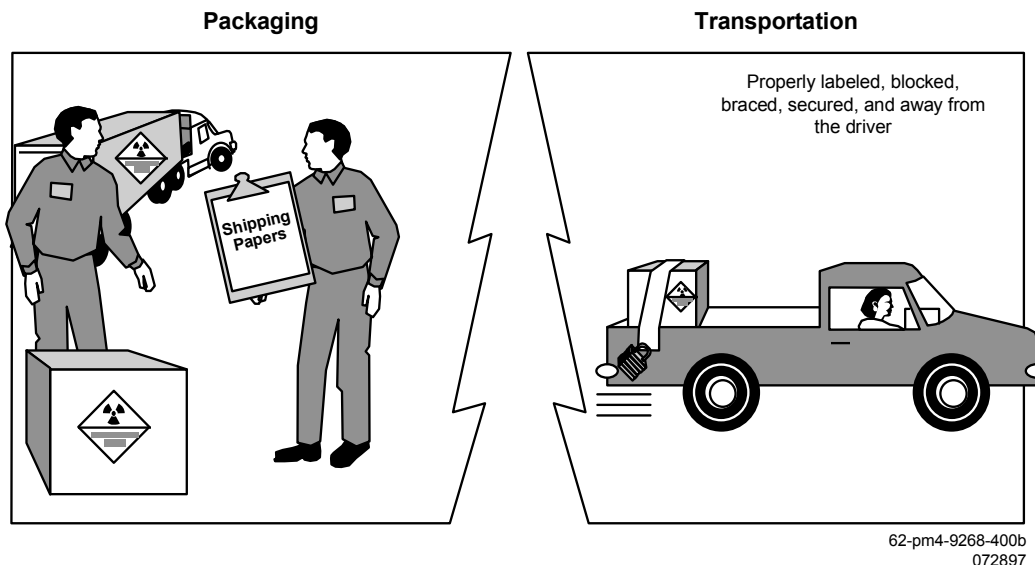 Packaging
Transportation
Properly labeled, blocked,
braced, secured, and away from
the driver
Shipping
Papers
62-pm4-9268-400b
072897